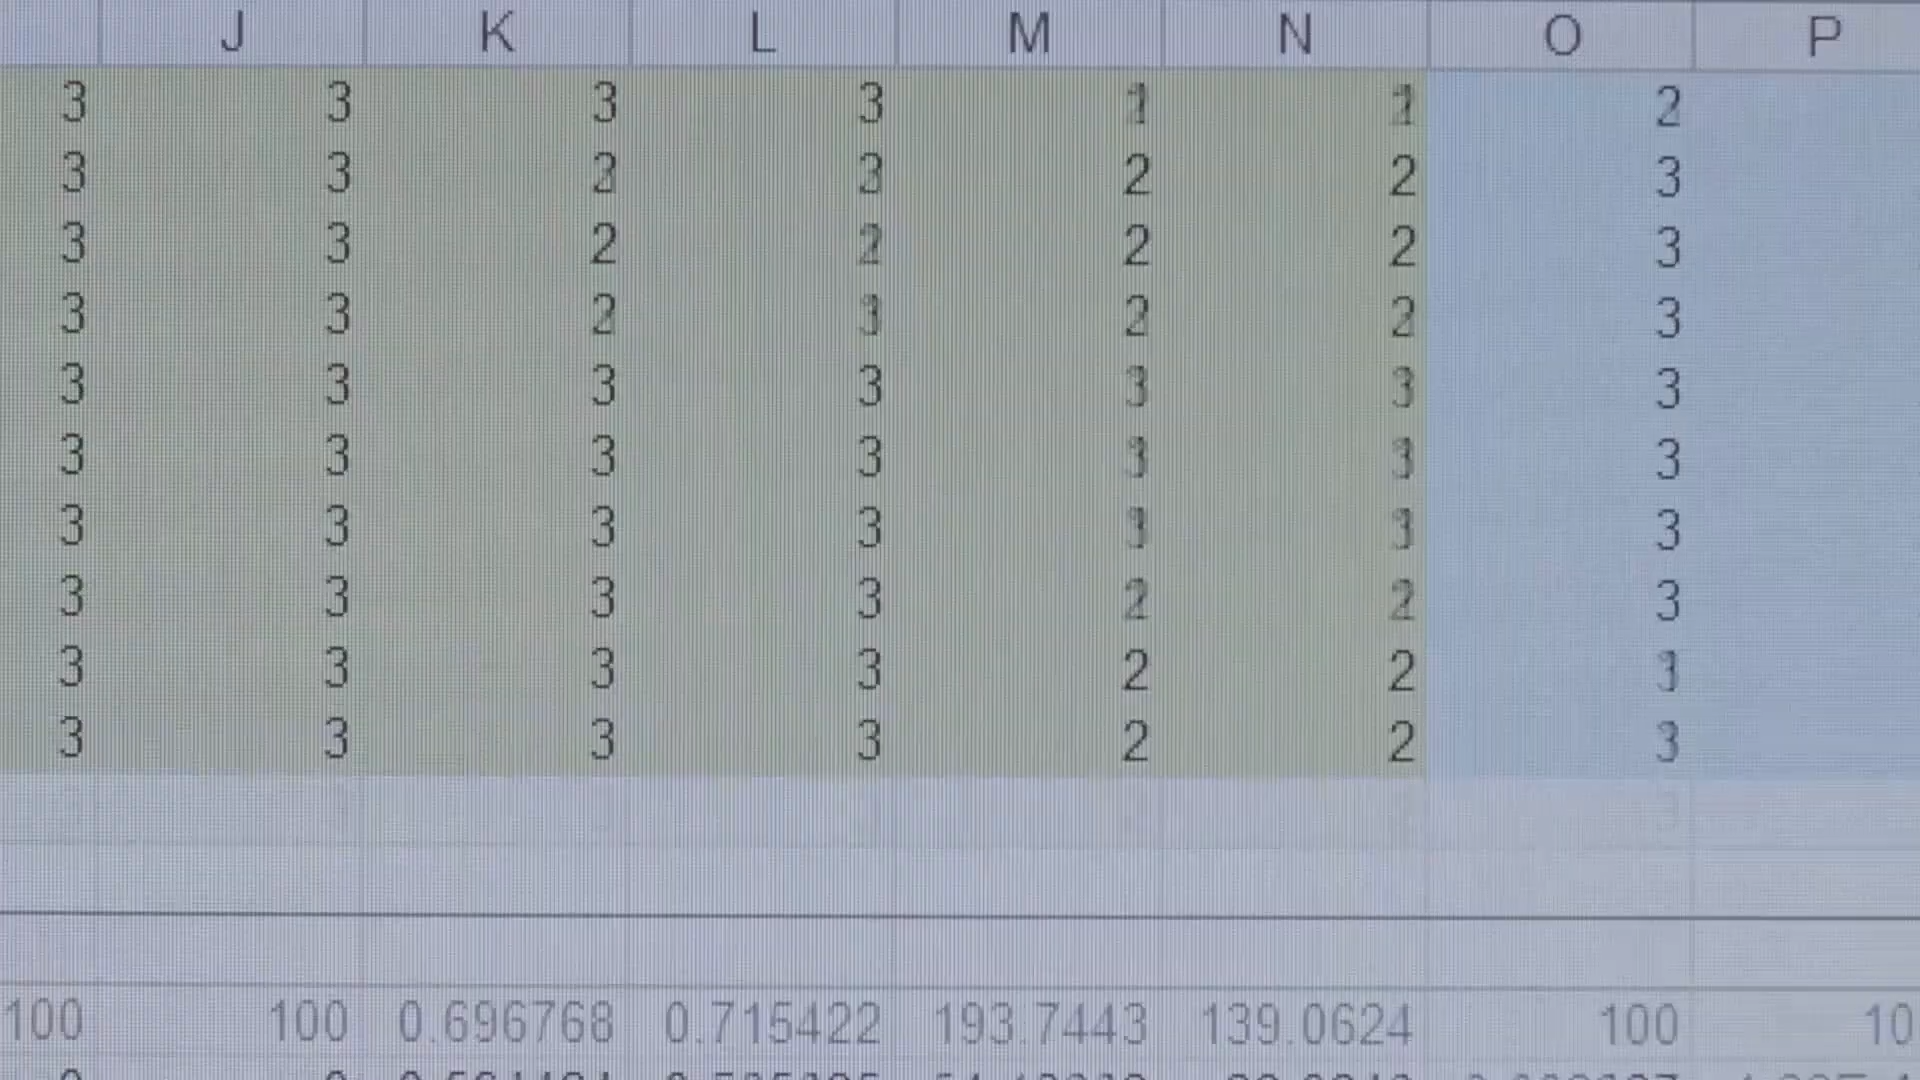 J K L M N O P
3 3 3 3 1 1 2
3 3 3 2 2 3
3 3 2 2 2 2 3
3 3 2 3 2 2 3
3 3 3 3 3 3 3
3 3 3 3 3 3 3
3 3 3 3 3 3 3
3 3 3 3 2 2 3
3 3 3 3 2 2
3 3 3 3 2 2 3
100 100 0.696768 0.715422 193.7443 139.0624 100 10